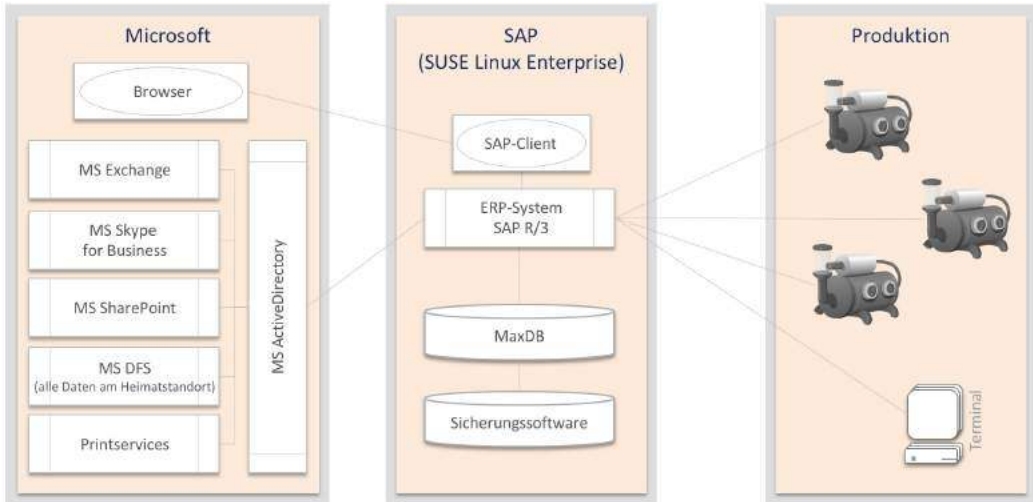 Microsoft
Browser
MS Exchange
MS Skype
for Business
MS SharePoint
MS DFS
(alle Daten am Heimatstandort)
Printservices
MS ActiveDirectory
SAP
(SUSE Linux Enterprise)
SAP-Client
ERP-System
SAP R/3
MaxDB
Sicherungssoftware
Produktion
Terminal